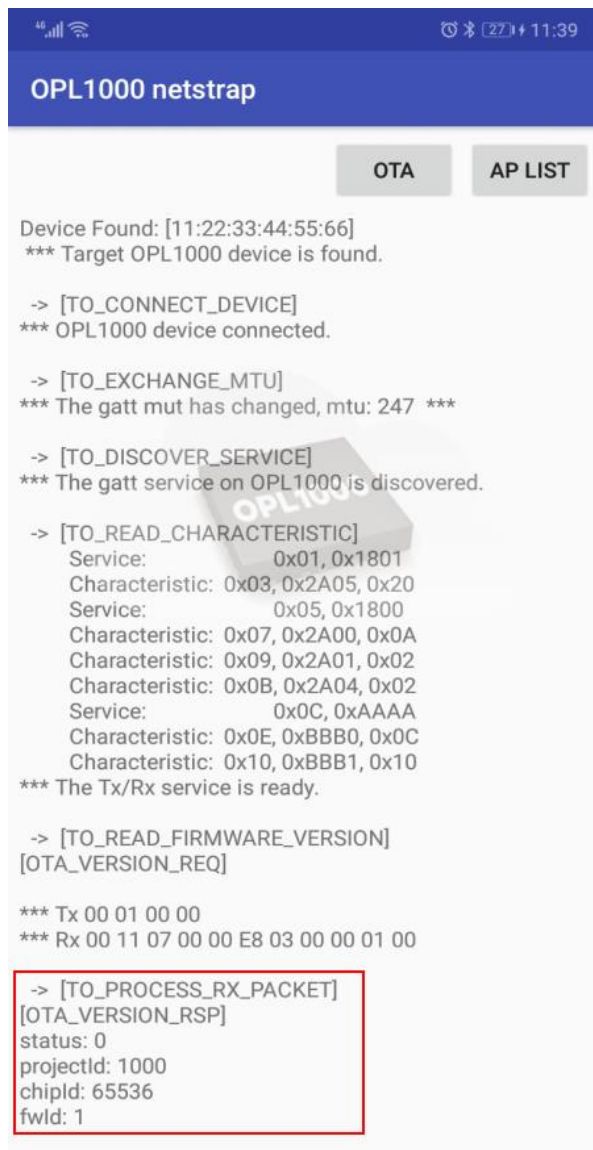 46
27
11:39
OPL1000 netstrap
OTA
AP LIST
Device Found: [11:22:33:44:55:66]
*** Target OPL1000 device is found.
-> [TO_CONNECT_DEVICE]
*** OPL1000 device connected.
-> [TO_EXCHANGE_MTU]
*** The gatt mut has changed, mtu: 247 ***
-> [TO_DISCOVER_SERVICE]
*** The gatt service on OPL1000 is discovered.
OPL1000
-> [TO_READ_CHARACTERISTIC]
Service: 0x01, 0x1801
Characteristic: 0x03, 0x2A05, 0x20
Service: 0x05, 0x1800
Characteristic: 0x07, 0x2A00, 0x0A
Characteristic: 0x09, 0x2A01, 0x02
Characteristic: 0x0B, 0x2A04, 0x02
Service: 0x0C, 0xAAAA
Characteristic: 0x0E, 0xBBB0, 0x0C
Characteristic: 0x10, 0xBBB1, 0x10
*** The Tx/Rx service is ready.
-> [TO_READ_FIRMWARE_VERSION]
[OTA_VERSION_REQ]
*** Tx 00 01 00 00
*** Rx 00 11 07 00 00 E8 03 00 00 01 00
-> [TO_PROCESS_RX_PACKET]
[OTA_VERSION_RSP]
status: 0
projectId: 1000
chipId: 65536
fwId: 1